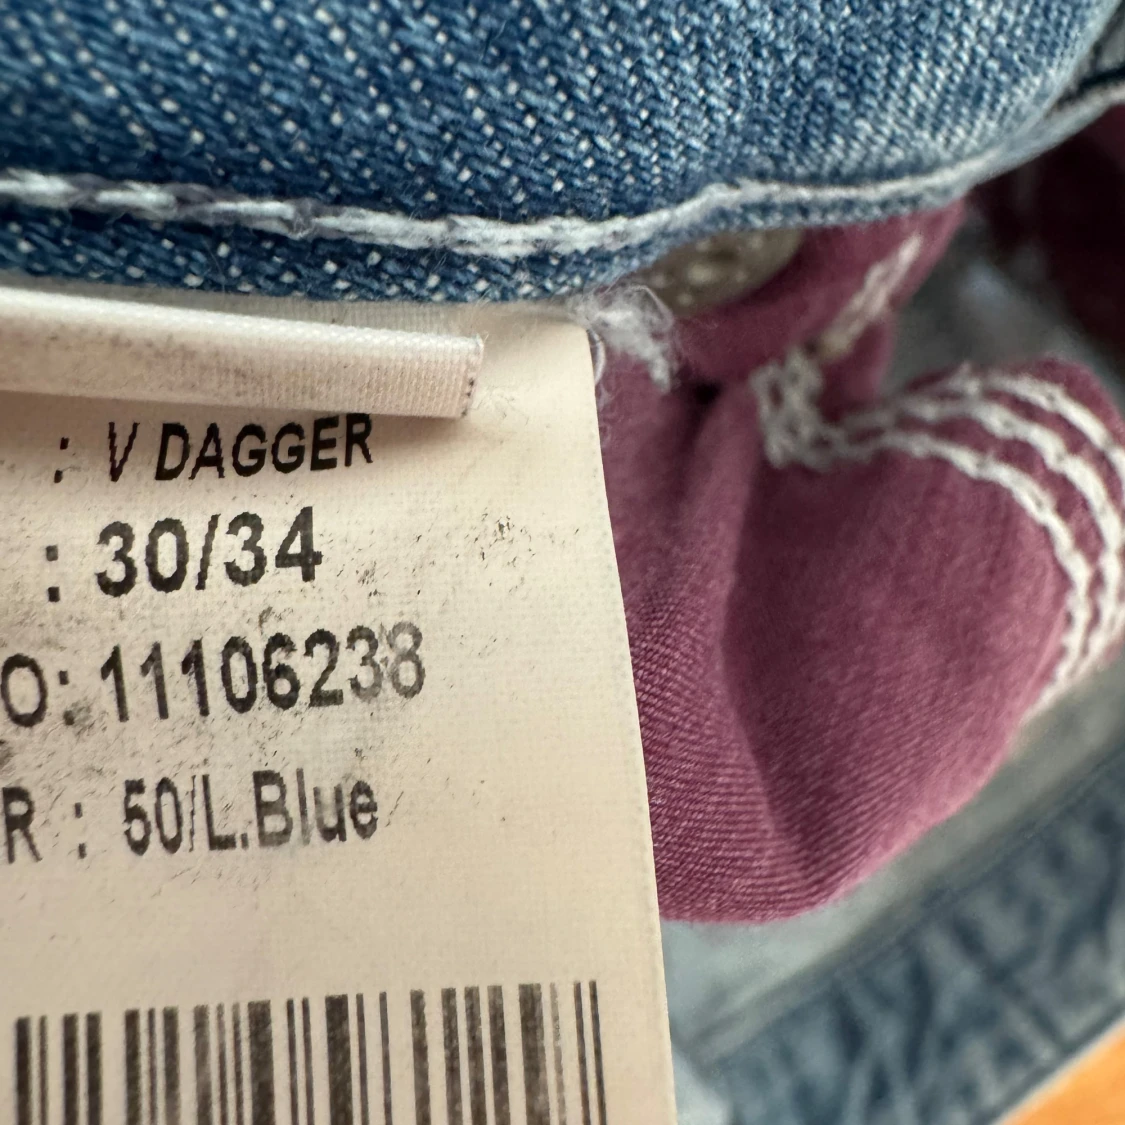 : V DAGGER
: 30/34
O: 11106238
R : 50/L.Blue